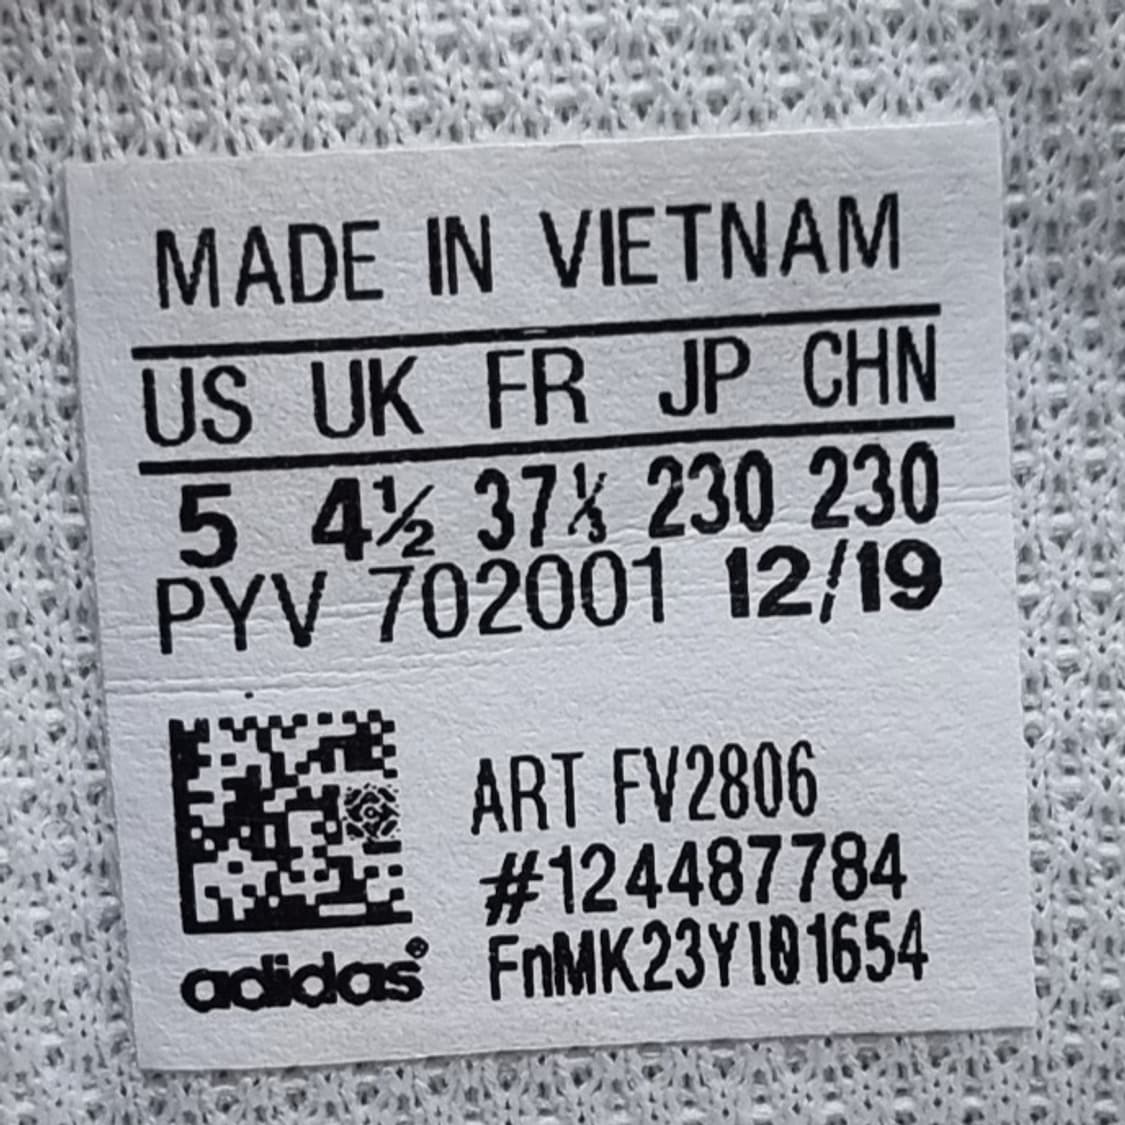 MADE IN VIETNAM
US UK FR JP CHN
5 4½ 37⅓ 230 230
PYV 702001 12/19
ART FV2806
#124487784
FnMK23YI01654
adidas®